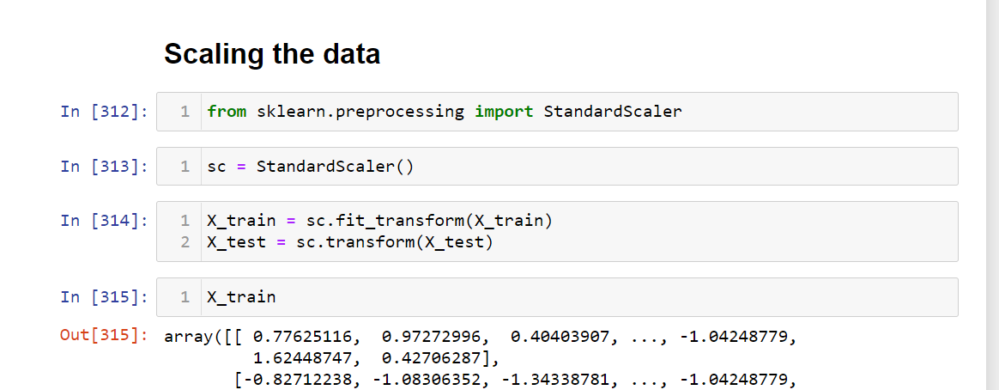 Scaling the data
In [312]: 1 from sklearn.preprocessing import StandardScaler
In [313]: 1 sc = StandardScaler()
In [314]: 1 X_train = sc.fit_transform(X_train)
2 X_test = sc.transform(X_test)
In [315]: 1 X_train
Out[315]: array([[ 0.77625116,  0.97272996,  0.40403907, ..., -1.04248779,
1.62448747,  0.42706287],
[-0.82712238, -1.08306352, -1.34338781, ..., -1.04248779,